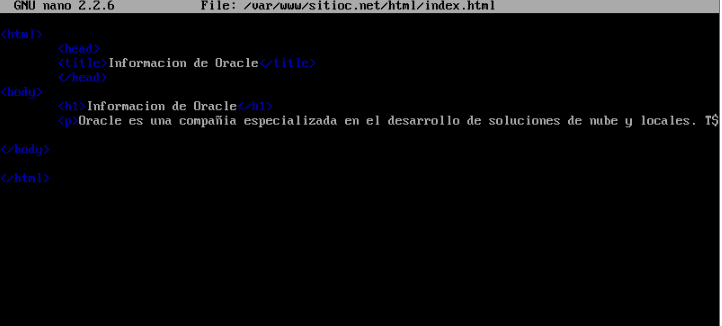 GNU nano 2.2.6 File: /var/www/sitioc.net/html/index.html
<html>
<head>
<title>Informacion de Oracle</title>
</head>
<body>
<h1>Informacion de Oracle</h1>
<p>Oracle es una compañia especializada en el desarrollo de soluciones de nube y locales. T$
</body>
</html>